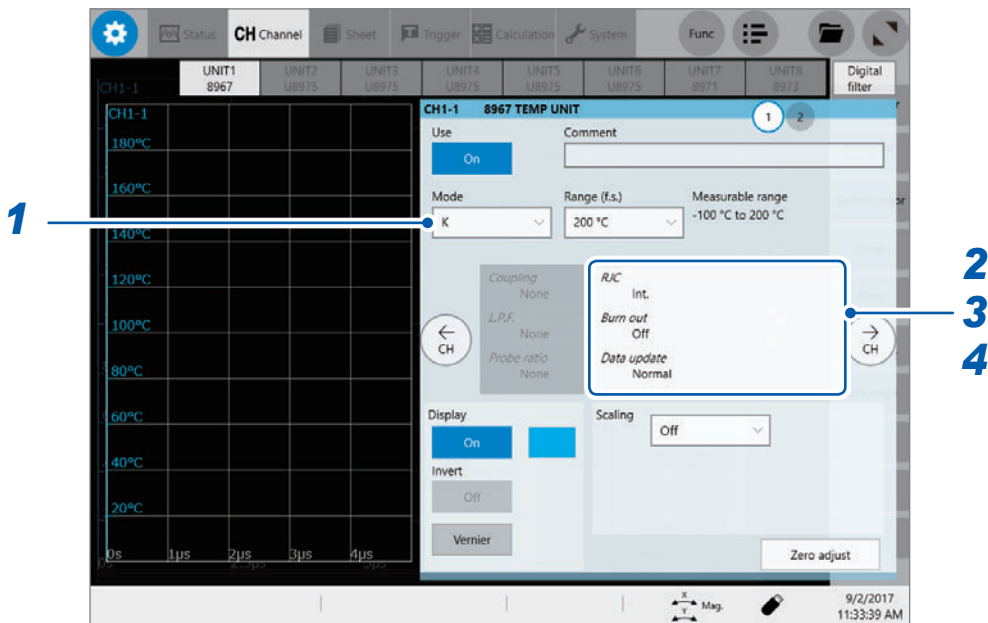 Status CH Channel Sheet Trigger Calculation System Func
UNIT1 UNIT2 UNIT3 UNIT4 UNIT5 UNIT6 UNIT7 UNIT8 Digital
CH1-1 8967 U8975 U8975 U8975 U8975 U8975 8971 8973 filter
CH1-1
CH1-1 8967 TEMP UNIT 1 2
Use Comment
On
180°C
160°C
Mode Range (f.s.) Measurable range
K 200 °C -100 °C to 200 °C
1
140°C
120°C
100°C
80°C
60°C
40°C
20°C
0s 1µs 2µs 3µs 4µs
0s 2.5µs 5µs
Coupling
None
L.P.F.
None
Probe ratio
None
RJC
Int.
Burn out
Off
Data update
Normal
← CH
→ CH
2
3
4
Display Scaling
On Off
Invert
Off
Vernier
Zero adjust
X Y Mag.
9/2/2017
11:33:39 AM